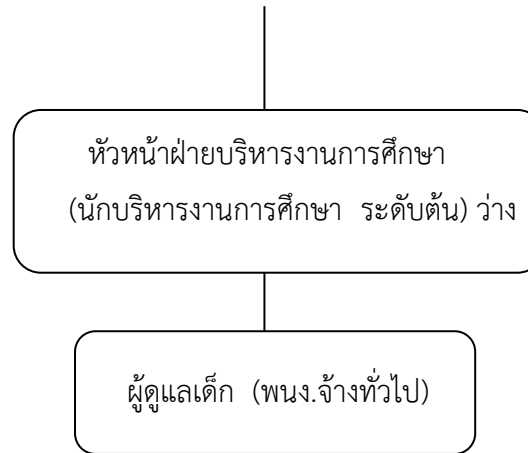 หัวหน้าฝ่ายบริหารงานการศึกษา
(นักบริหารงานการศึกษา ระดับต้น) ว่าง
ผู้ดูแลเด็ก (พนง.จ้างทั่วไป)